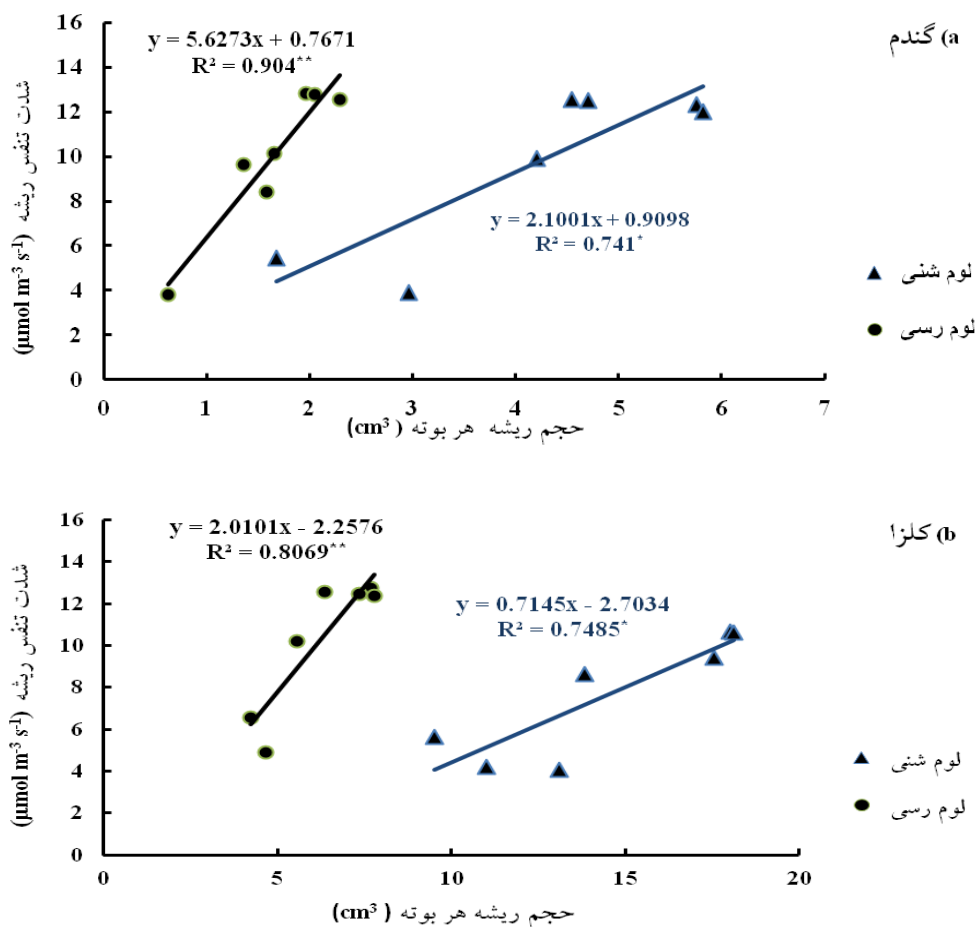 a) گندم
y = 5.6273x + 0.7671
R² = 0.904**
y = 2.1001x + 0.9098
R² = 0.741*
لوم شنی
لوم رسی
شدت تنفس ریشه (µmol m-3 s-1)
16
14
12
10
8
6
4
2
0
0 1 2 3 4 5 6 7
حجم ریشه هر بوته (cm³)
b) کلزا
y = 2.0101x - 2.2576
R² = 0.8069**
y = 0.7145x - 2.7034
R² = 0.7485*
لوم شنی
لوم رسی
شدت تنفس ریشه (µmol m-3 s-1)
16
14
12
10
8
6
4
2
0
0 5 10 15 20
حجم ریشه هر بوته (cm³)